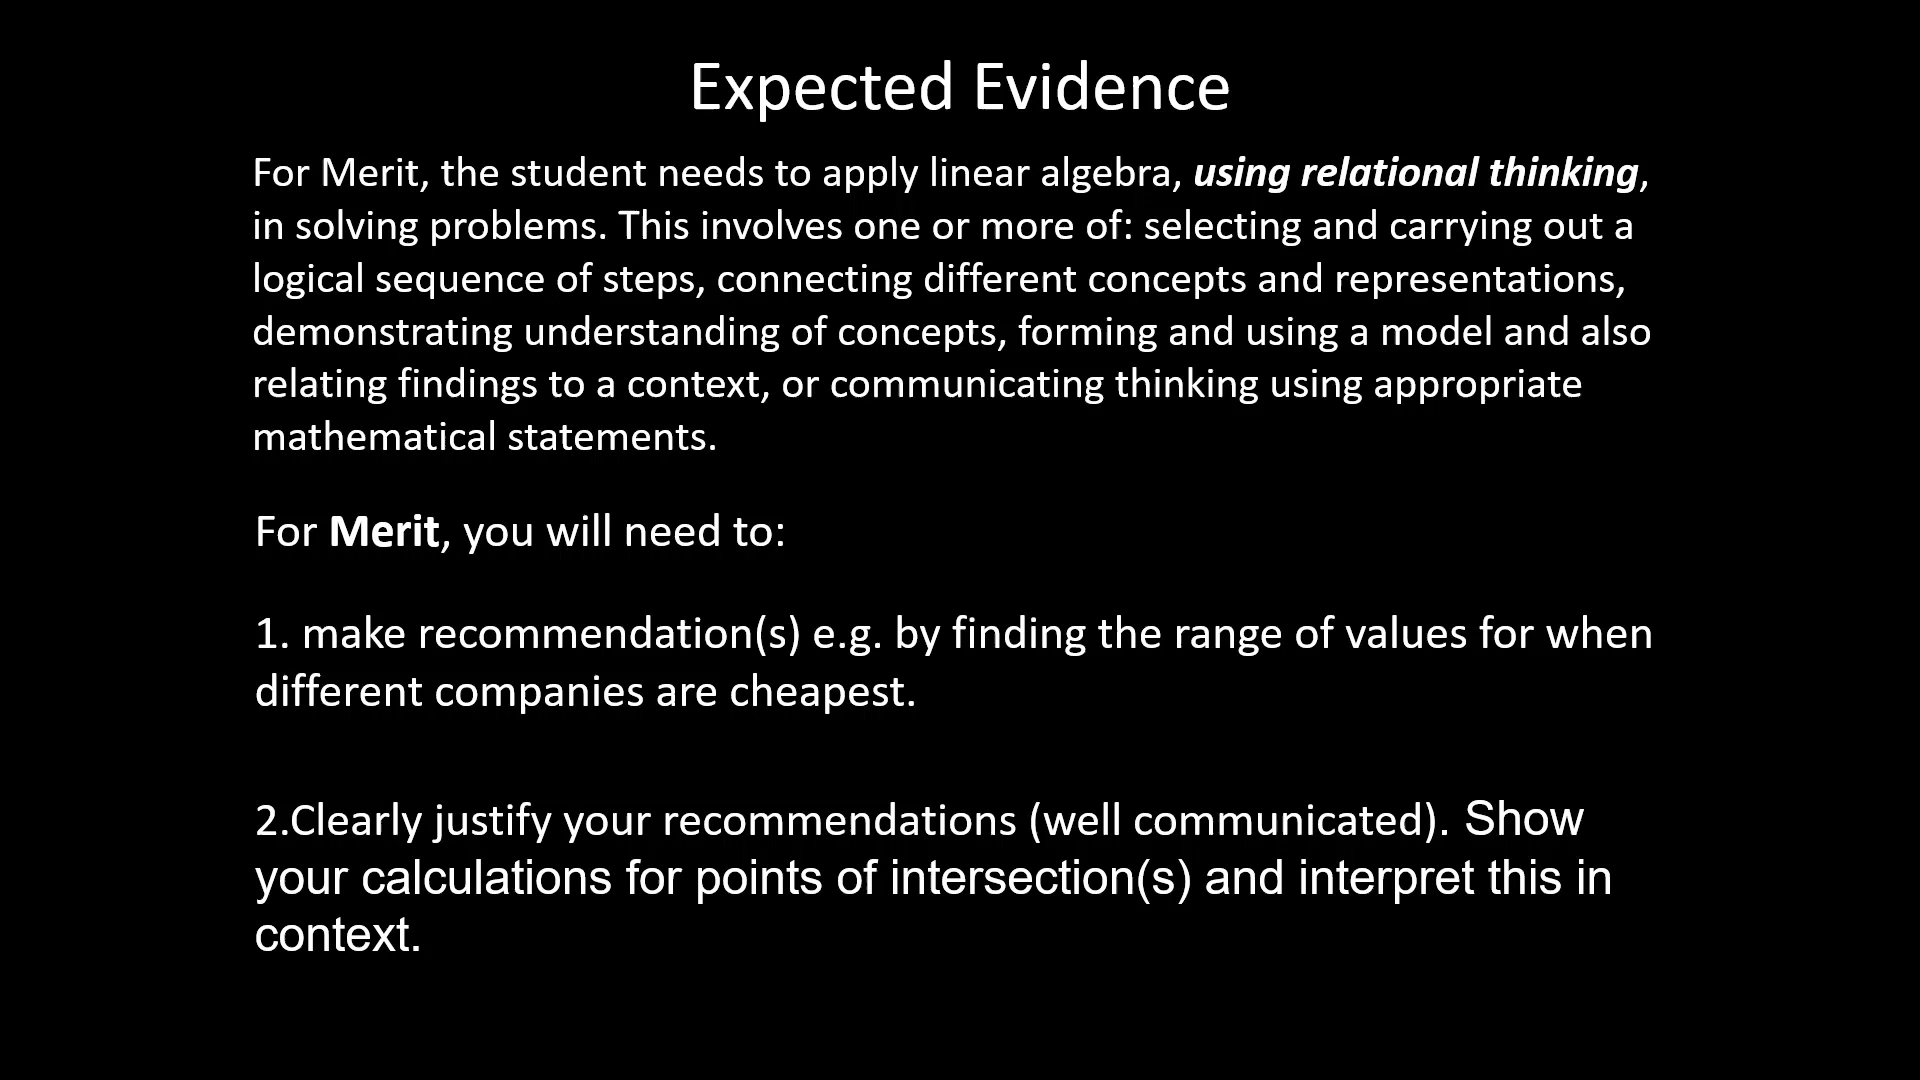 Expected Evidence
For Merit, the student needs to apply linear algebra, using relational thinking,
in solving problems. This involves one or more of: selecting and carrying out a
logical sequence of steps, connecting different concepts and representations,
demonstrating understanding of concepts, forming and using a model and also
relating findings to a context, or communicating thinking using appropriate
mathematical statements.
For Merit, you will need to:
1. make recommendation(s) e.g. by finding the range of values for when
different companies are cheapest.
2.Clearly justify your recommendations (well communicated). Show
your calculations for points of intersection(s) and interpret this in
context.